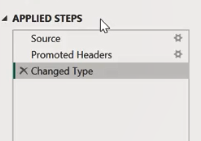 APPLIED STEPS
Source
Promoted Headers
Changed Type